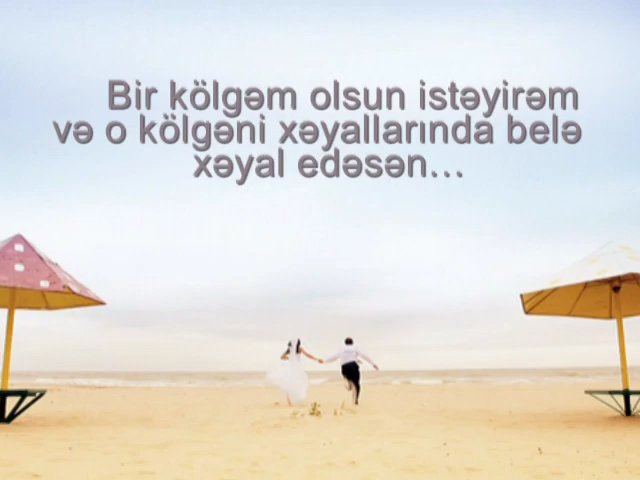 Bir kölgəm olsun istəyirəm
və o kölgəni xəyallarında belə
xəyal edəsən...